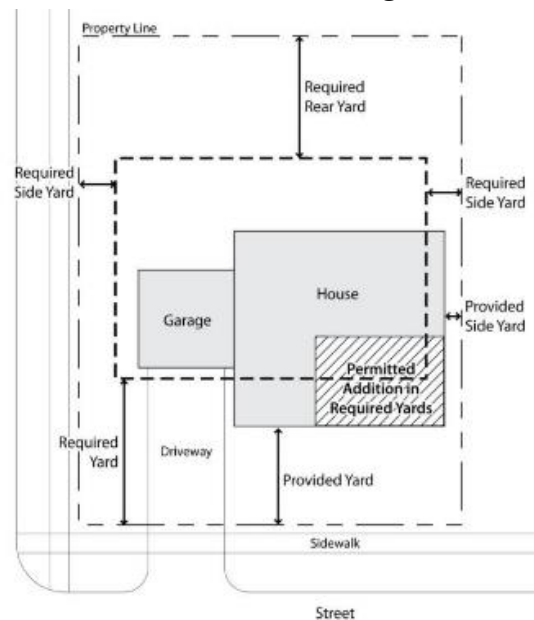 Property Line
Required
Rear Yard
Required
Side Yard
Required
Side Yard
House
Garage
Provided
Side Yard
Permitted
Addition in
Required Yards
Required
Yard
Driveway
Provided Yard
Sidewalk
Street